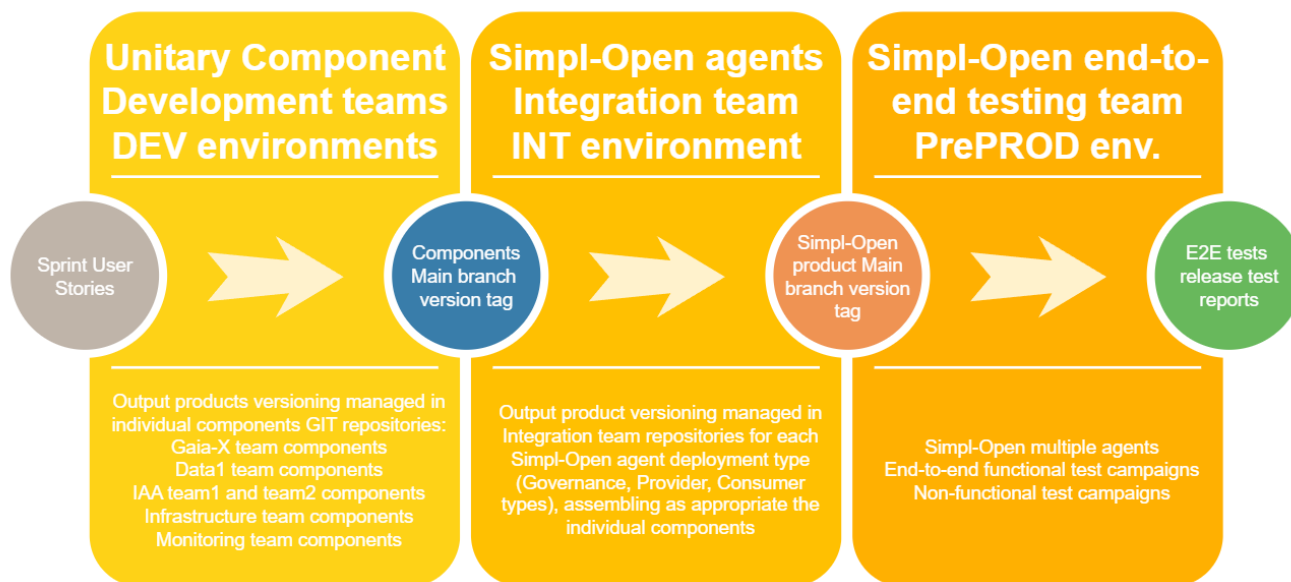 Unitary Component
Development teams
DEV environments
Simpl-Open agents
Integration team
INT environment
Simpl-Open end-to-
end testing team
PrePROD env.
Sprint User
Stories
Components
Main branch
version tag
Simpl-Open
product Main
branch version
tag
E2E tests
release test
reports
Output products versioning managed in
individual components GIT repositories:
Gaia-X team components
Data1 team components
IAA team1 and team2 components
Infrastructure team components
Monitoring team components
Output product versioning managed in
Integration team repositories for each
Simpl-Open agent deployment type
(Governance, Provider, Consumer
types), assembling as appropriate the
individual components
Simpl-Open multiple agents
End-to-end functional test campaigns
Non-functional test campaigns